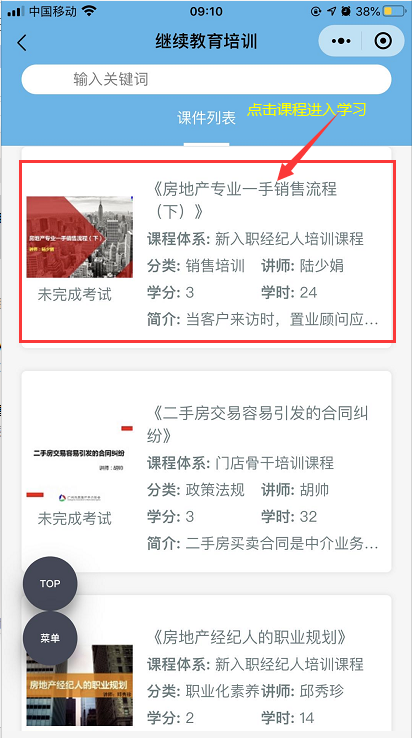 中国移动 09:10 38%
继续教育培训
输入关键词
课件列表
点击课程进入学习
《房地产专业一手销售流程
（下）》
课程体系: 新入职经纪人培训课程
分类: 销售培训 讲师: 陆少娟
学分: 3 学时: 24
简介: 当客户来访时，置业顾问应...
房地产专业一手销售流程（下）
未完成考试
《二手房交易容易引发的合同纠
纷》
课程体系: 门店骨干培训课程
分类: 政策法规 讲师: 胡帅
学分: 3 学时: 32
简介: 二手房买卖合同是中介业务...
二手房交易容易引发的合同纠纷
讲师：胡帅
未完成考试
TOP
菜单
《房地产经纪人的职业规划》
课程体系: 新入职经纪人培训课程
分类: 职业化素养 讲师: 邱秀珍
学分: 2 学时: 14
房地产经纪人的职业规划